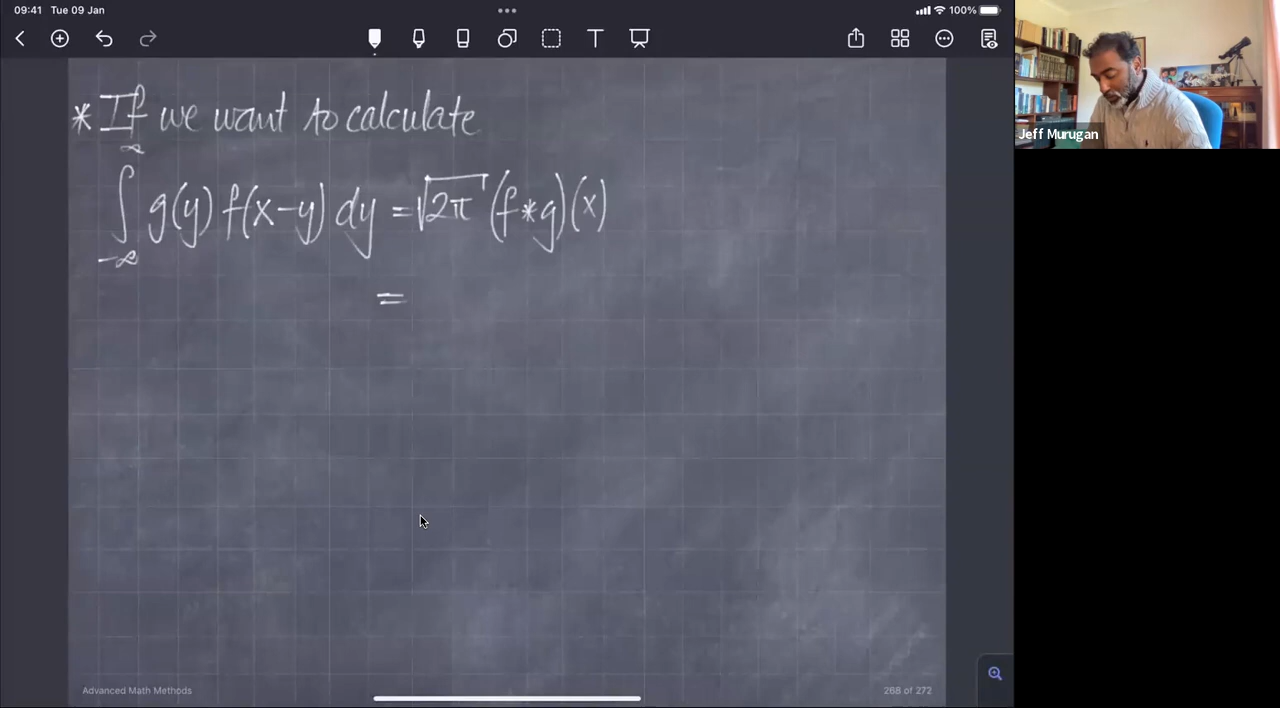 09:41 Tue 09 Jan
100%
T
Jeff Murugan
* If we want to calculate
∫_{-∞}^{∞} g(y) f(x-y) dy = √2π (f*g)(x)
=
Advanced Math Methods
268 of 272